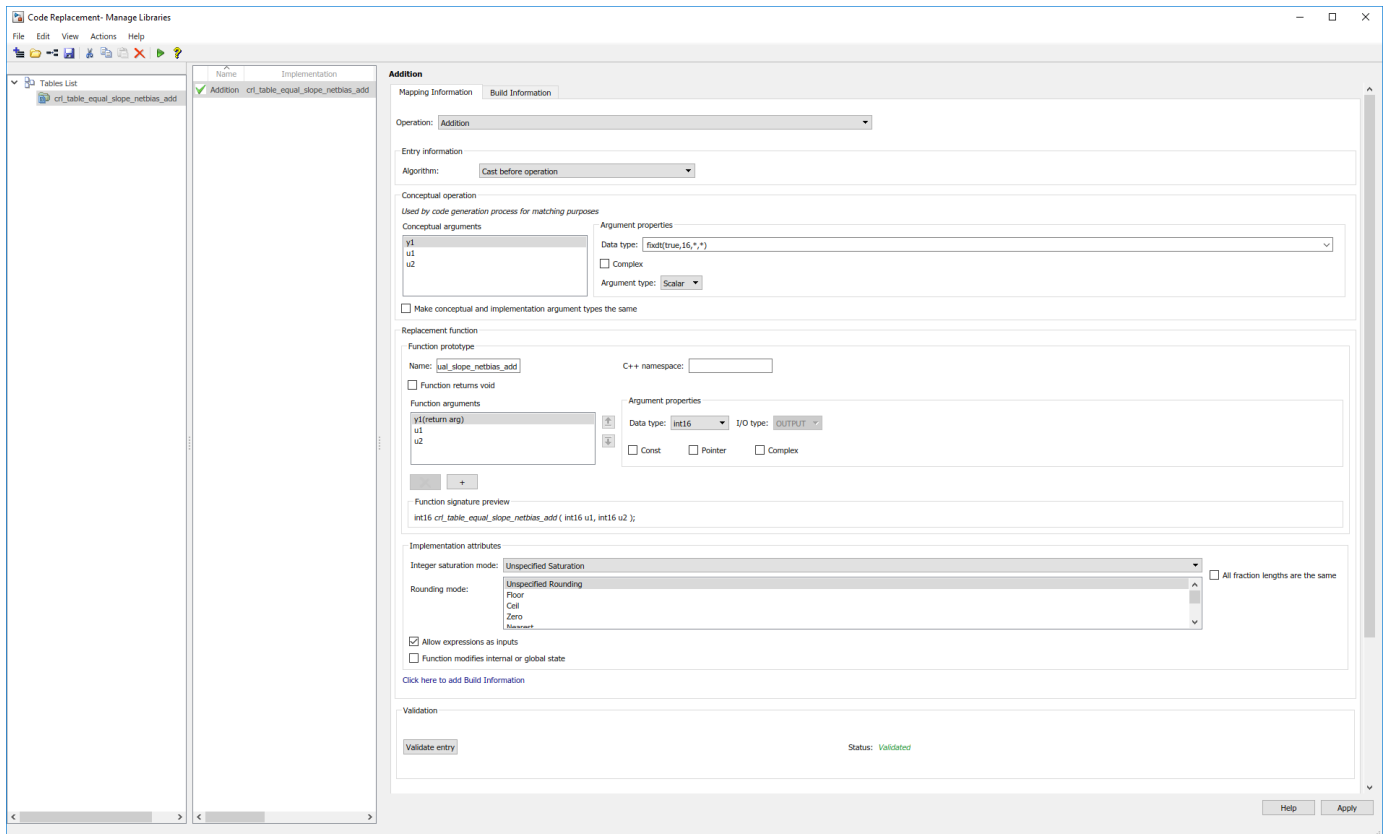 Code Replacement- Manage Libraries
File Edit View Actions Help
Tables List
crl_table_equal_slope_netbias_add
Name Implementation
Addition crl_table_equal_slope_netbias_add
Addition
Mapping Information Build Information
Operation: Addition
Entry information
Algorithm: Cast before operation
Conceptual operation
Used by code generation process for matching purposes
Conceptual arguments
y1
u1
u2
Argument properties
Data type: fixdt(true,16,*,*)
Complex
Argument type: Scalar
Make conceptual and implementation argument types the same
Replacement function
Function prototype
Name: ual_slope_netbias_add C++ namespace:
Function returns void
Function arguments
y1(return arg)
u1
u2
Argument properties
Data type: int16 I/O type: OUTPUT
Const Pointer Complex
+
Function signature preview
int16 crl_table_equal_slope_netbias_add ( int16 u1, int16 u2 );
Implementation attributes
Integer saturation mode: Unspecified Saturation
All fraction lengths are the same
Rounding mode:
Unspecified Rounding
Floor
Ceil
Zero
Nearest
Allow expressions as inputs
Function modifies internal or global state
Click here to add Build Information
Validation
Validate entry Status: Validated
Help Apply